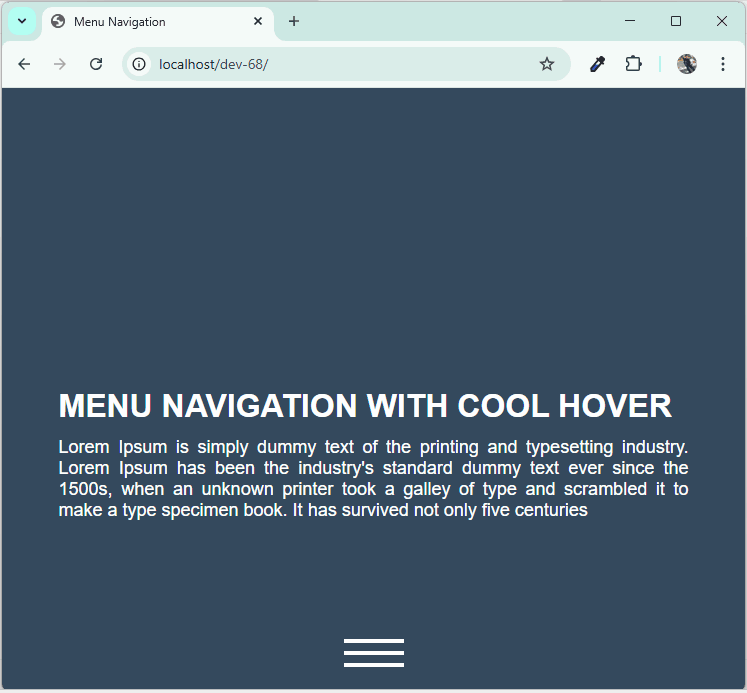 Menu Navigation
localhost/dev-68/
MENU NAVIGATION WITH COOL HOVER
Lorem Ipsum is simply dummy text of the printing and typesetting industry.
Lorem Ipsum has been the industry's standard dummy text ever since the
1500s, when an unknown printer took a galley of type and scrambled it to
make a type specimen book. It has survived not only five centuries